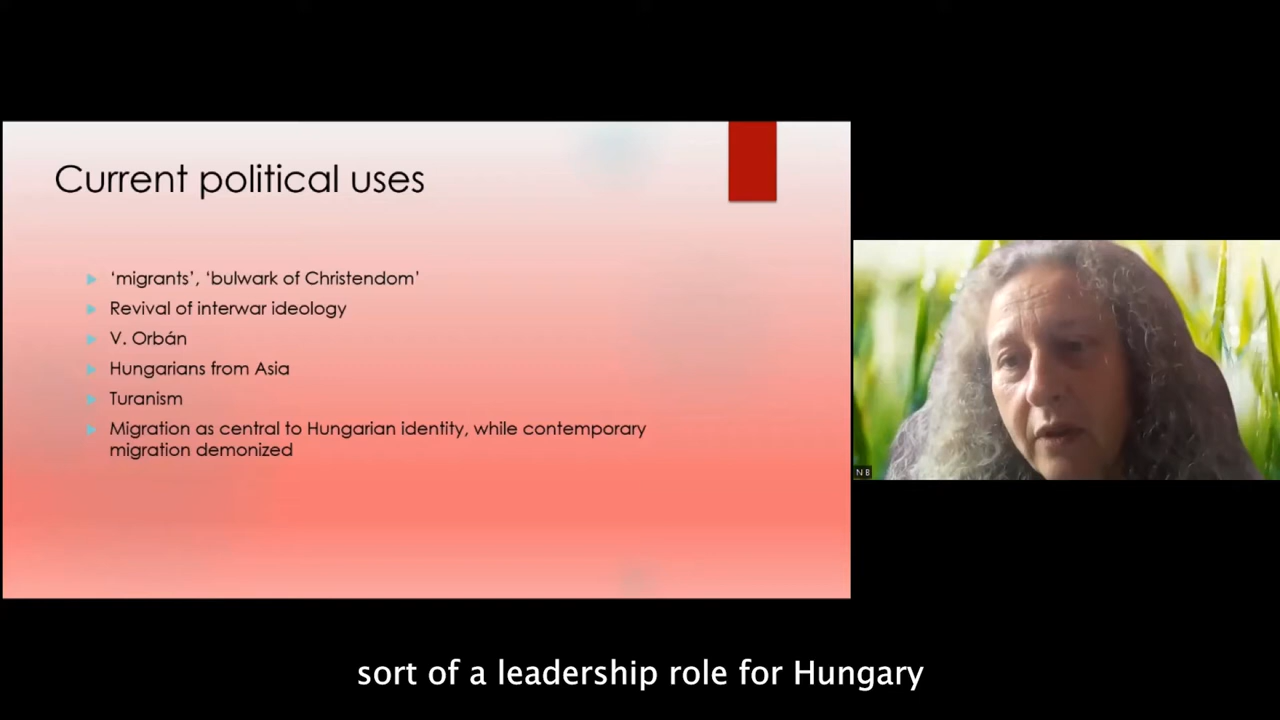 Current political uses
‘migrants’, ‘bulwark of Christendom’
Revival of interwar ideology
V. Orbán
Hungarians from Asia
Turanism
Migration as central to Hungarian identity, while contemporary
migration demonized
N B
sort of a leadership role for Hungary